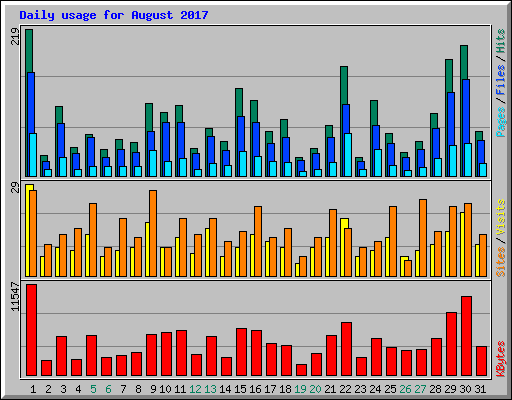 Daily usage for August 2017
219
Pages / Files / Hits
29
Sites / Visits
11547
KBytes
1 2 3 4 5 6 7 8 9 10 11 12 13 14 15 16 17 18 19 20 21 22 23 24 25 26 27 28 29 30 31